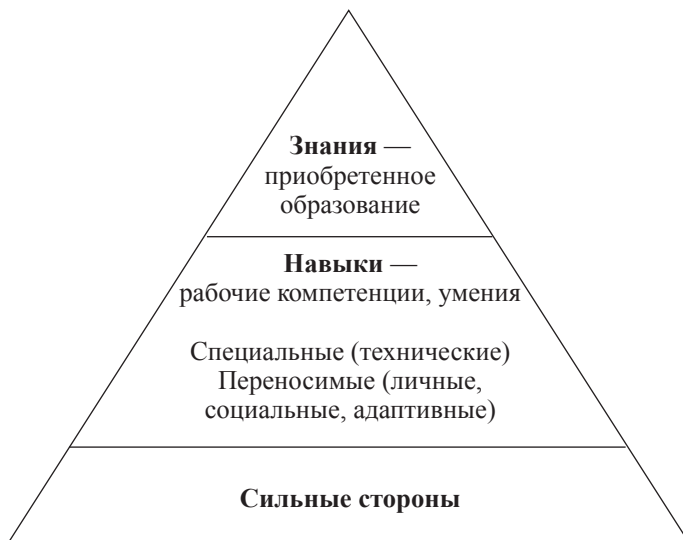 Знания —
приобретенное
образование
Навыки —
рабочие компетенции, умения
Специальные (технические)
Переносимые (личные,
социальные, адаптивные)
Сильные стороны